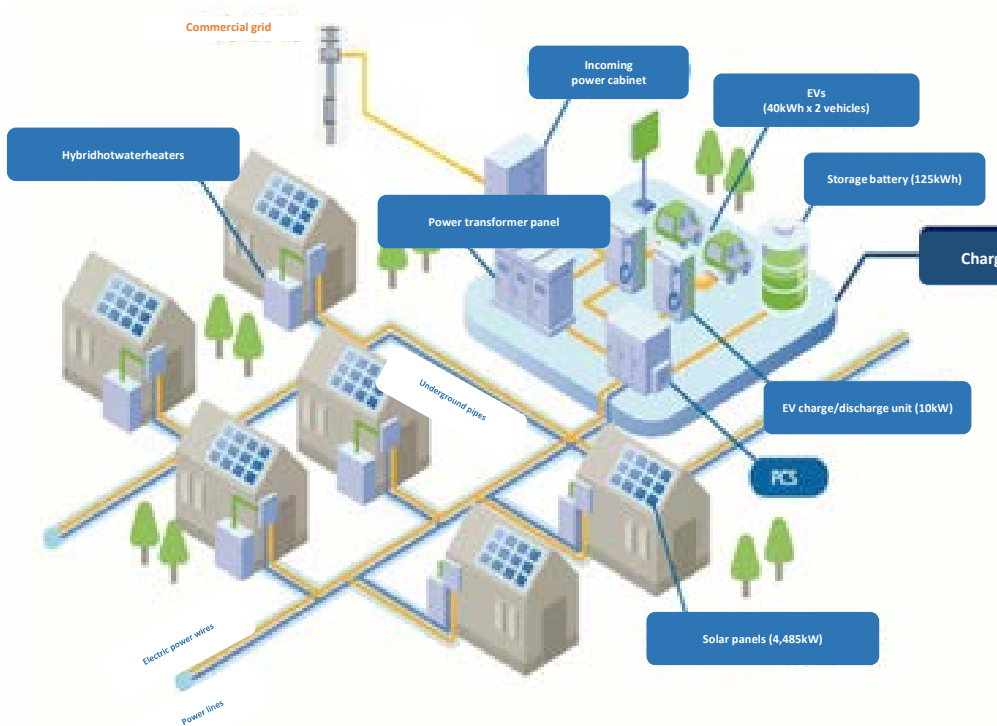 Commercial grid
Incoming
power cabinet
EVs
(40kWh x 2 vehicles)
Hybridhotwaterheaters
Storage battery (125kWh)
Power transformer panel
Charg
Underground pipes
EV charge/discharge unit (10kW)
PCS
Solar panels (4,485kW)
Electric power wires
Power lines